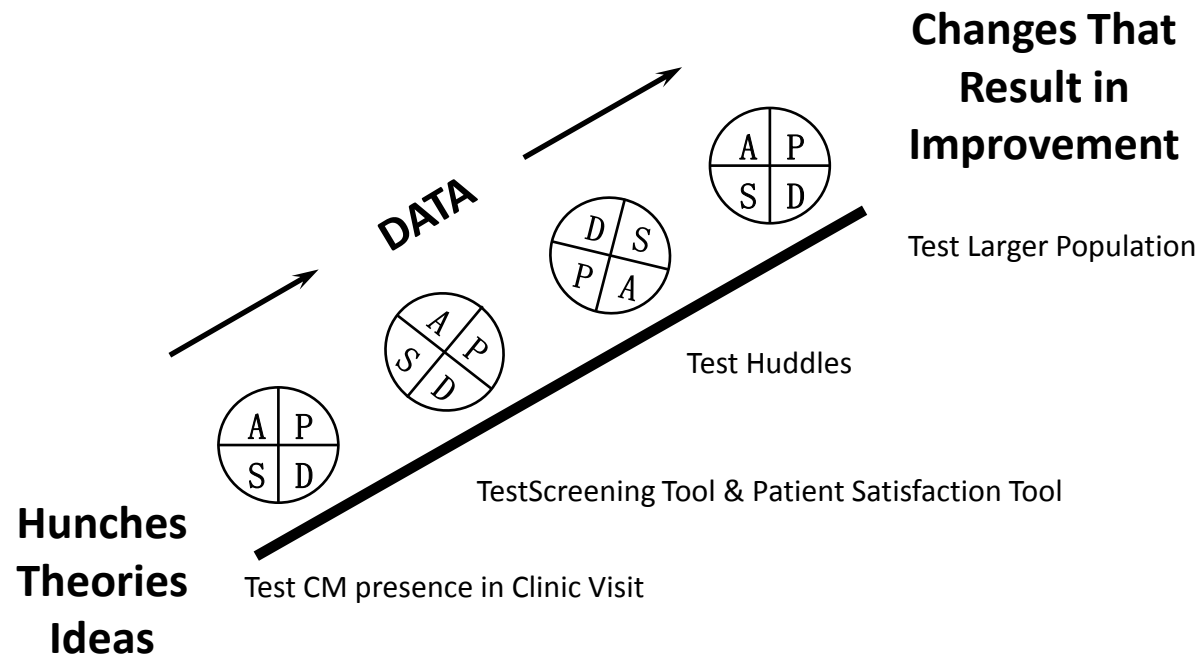 Changes That
Result in
Improvement
DATA
A P
S D
D S
P A
Test Larger Population
A P
S D
Test Huddles
A P
S D
TestScreening Tool & Patient Satisfaction Tool
Hunches
Theories
Ideas
Test CM presence in Clinic Visit